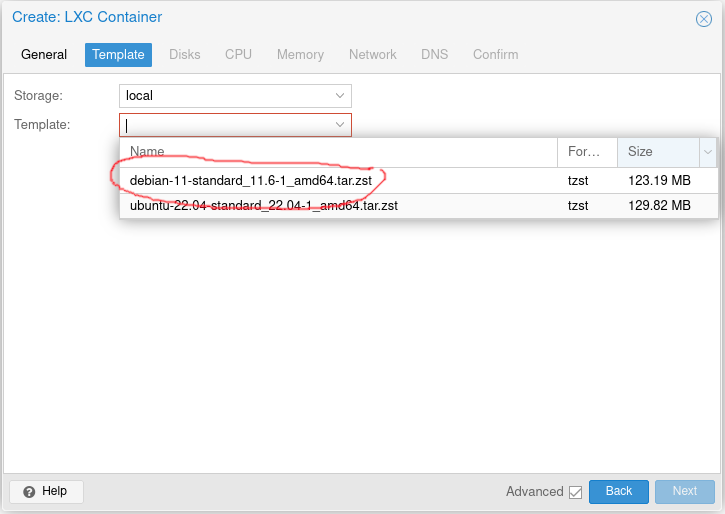 Create: LXC Container
General Template Disks CPU Memory Network DNS Confirm
Storage: local
Template:
Name For... Size
debian-11-standard_11.6-1_amd64.tar.zst tzst 123.19 MB
ubuntu-22.04-standard_22.04-1_amd64.tar.zst tzst 129.82 MB
Help Advanced Back Next